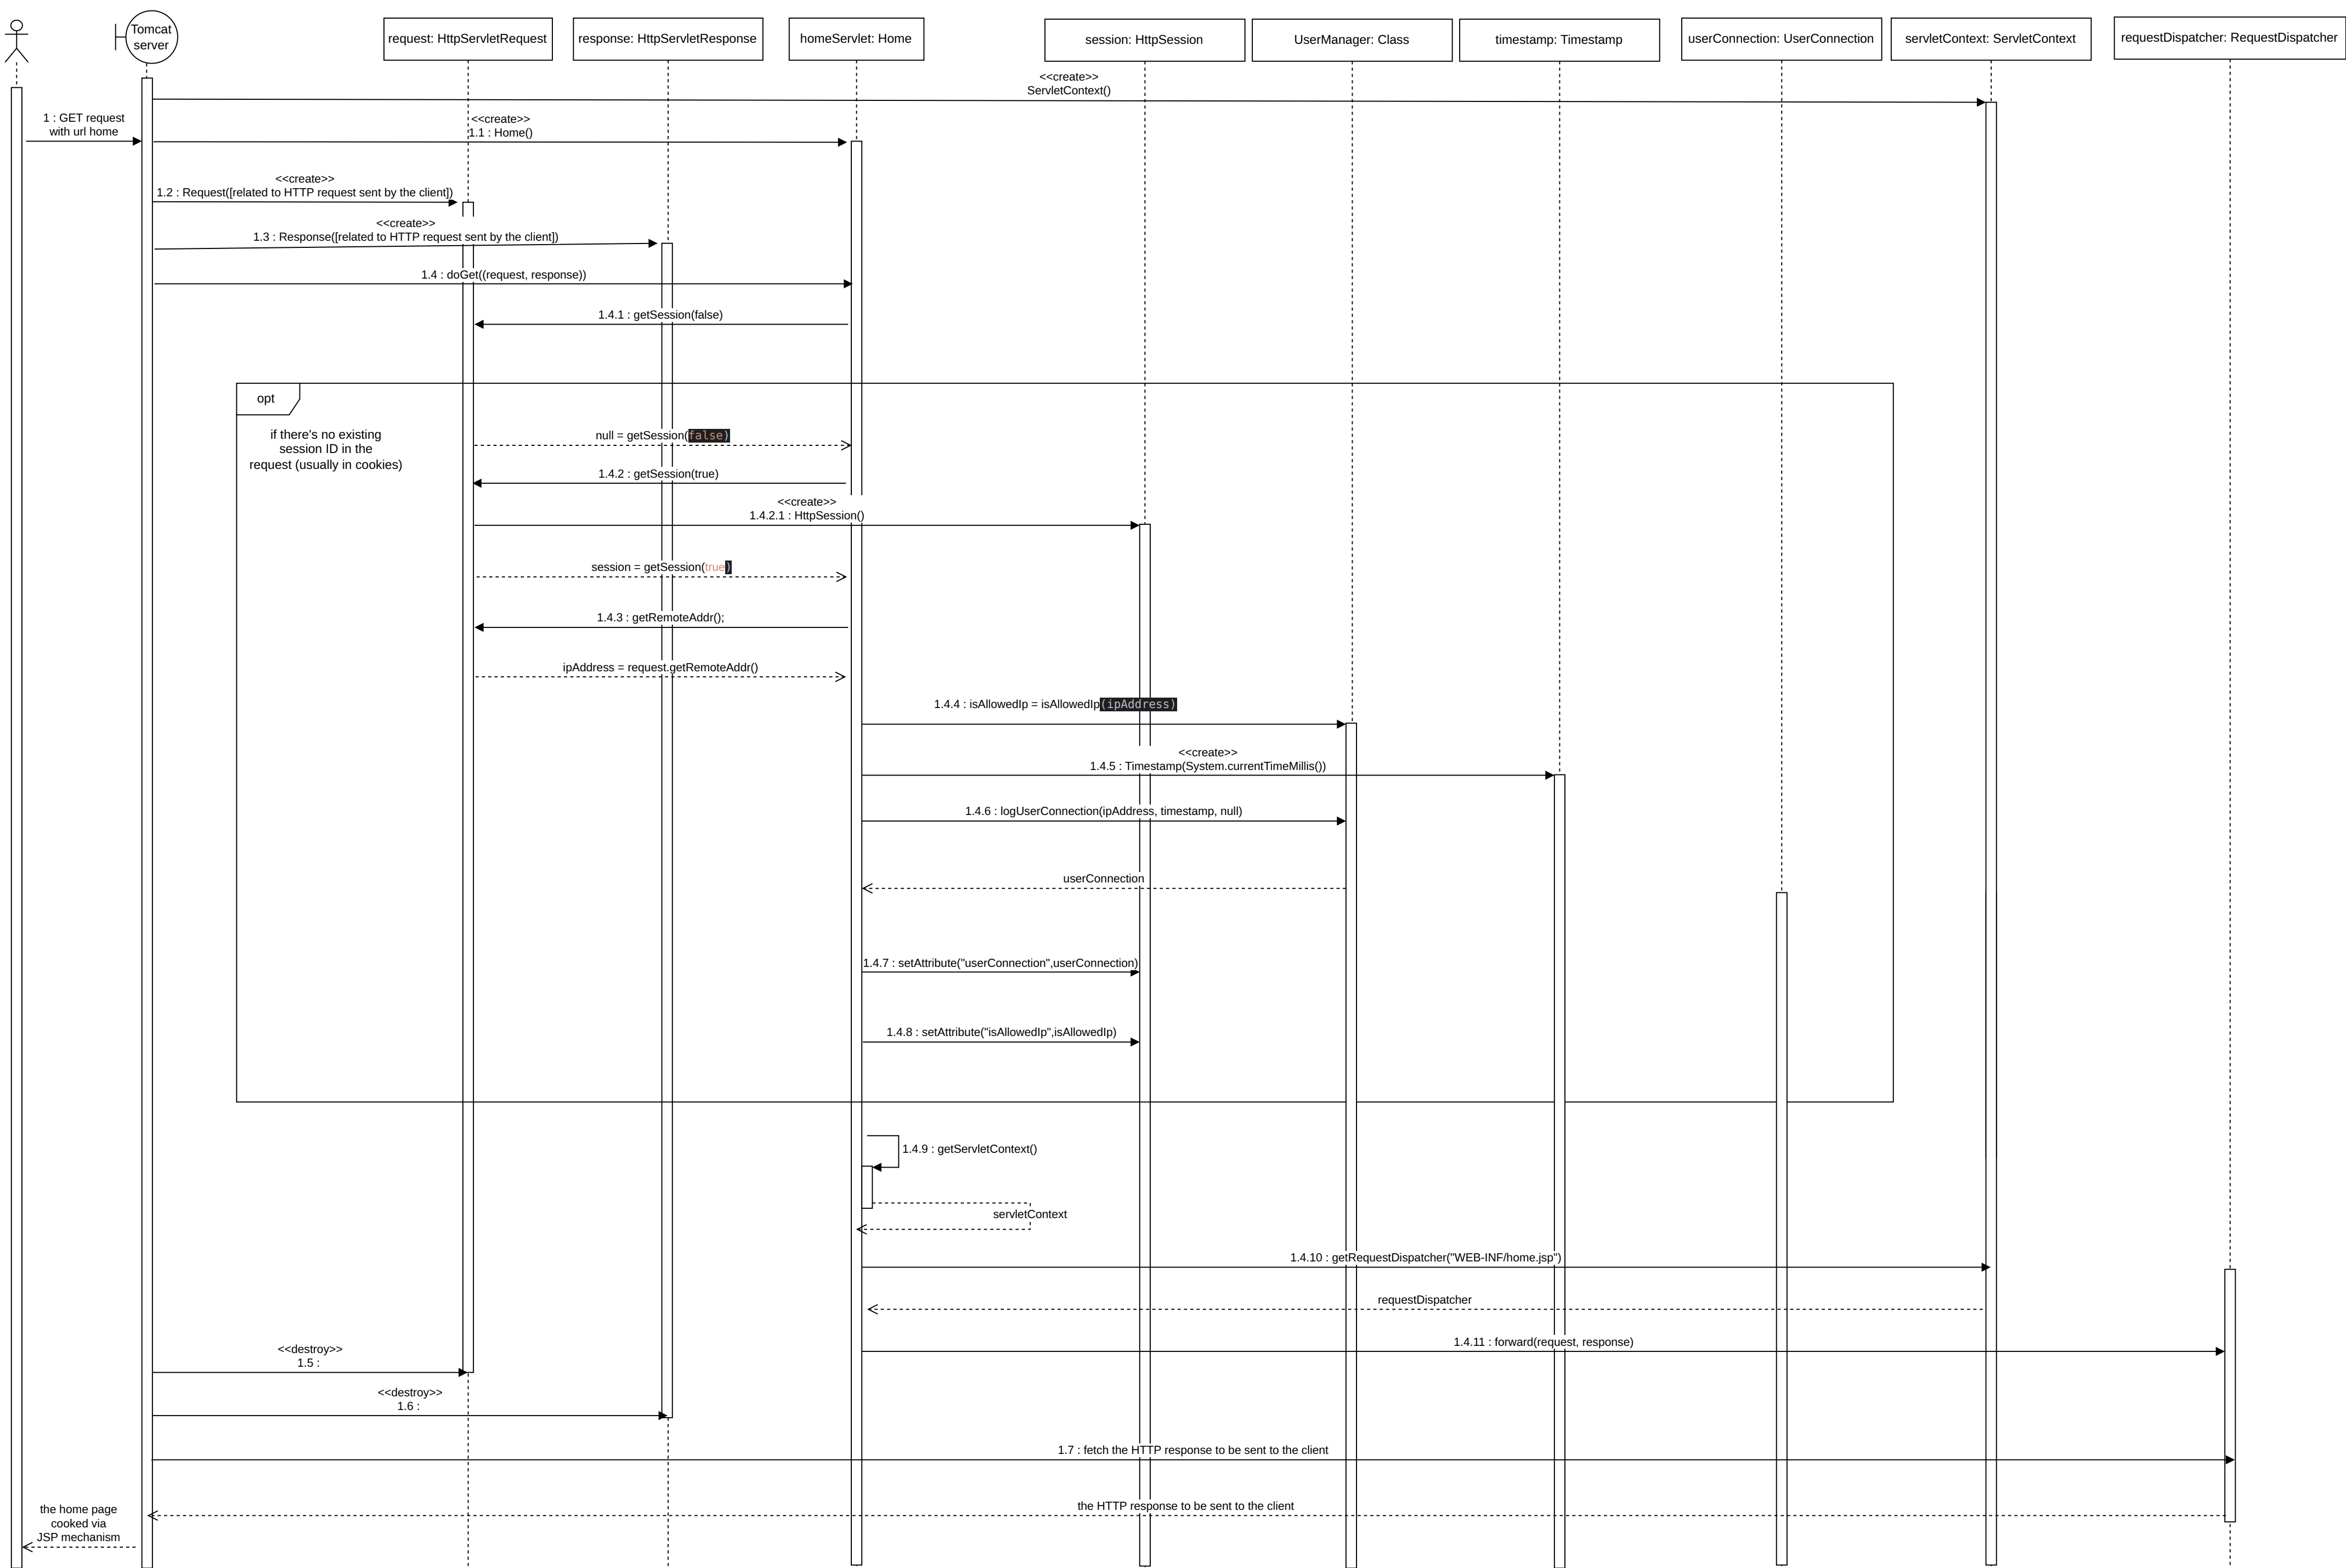 Tomcat
server
request: HttpServletRequest
response: HttpServletResponse
homeServlet: Home
session: HttpSession
UserManager: Class
timestamp: Timestamp
userConnection: UserConnection
servletContext: ServletContext
requestDispatcher: RequestDispatcher
<<create>>
ServletContext()
1 : GET request
with url home
<<create>>
1.1 : Home()
<<create>>
1.2 : Request([related to HTTP request sent by the client])
<<create>>
1.3 : Response([related to HTTP request sent by the client])
1.4 : doGet((request, response))
1.4.1 : getSession(false)
opt
if there's no existing
session ID in the
request (usually in cookies)
null = getSession(false)
1.4.2 : getSession(true)
<<create>>
1.4.2.1 : HttpSession()
session = getSession(true)
1.4.3 : getRemoteAddr();
ipAddress = request.getRemoteAddr()
1.4.4 : isAllowedIp = isAllowedIp(ipAddress)
<<create>>
1.4.5 : Timestamp(System.currentTimeMillis())
1.4.6 : logUserConnection(ipAddress, timestamp, null)
userConnection
1.4.7 : setAttribute("userConnection",userConnection)
1.4.8 : setAttribute("isAllowedIp",isAllowedIp)
1.4.9 : getServletContext()
servletContext
1.4.10 : getRequestDispatcher("WEB-INF/home.jsp")
requestDispatcher
1.4.11 : forward(request, response)
<<destroy>>
1.5 :
<<destroy>>
1.6 :
1.7 : fetch the HTTP response to be sent to the client
the HTTP response to be sent to the client
the home page
cooked via
JSP mechanism